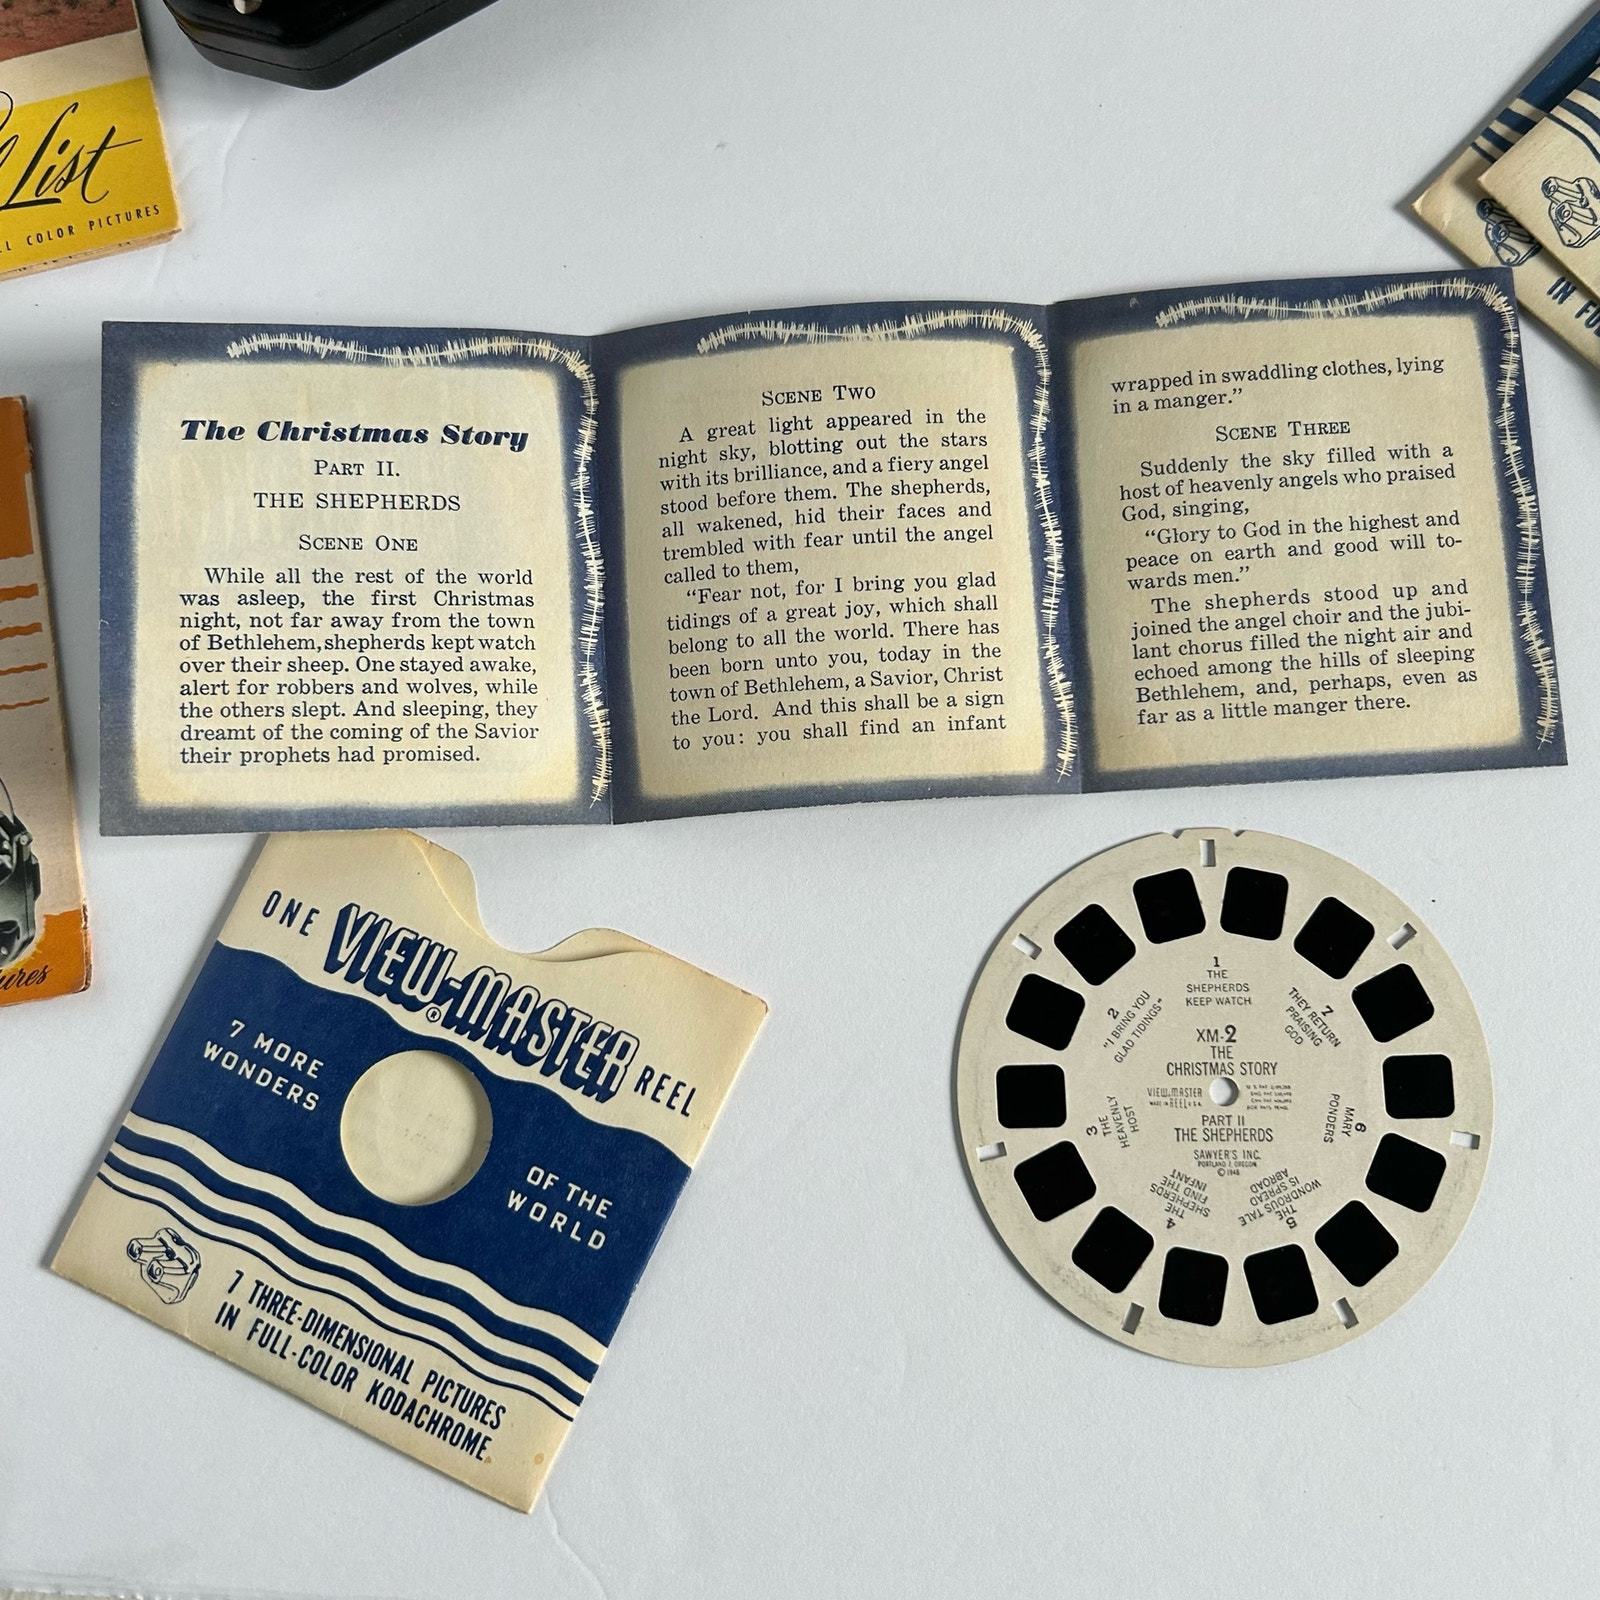 List
COLOR PICTURES
The Christmas Story
PART II.
THE SHEPHERDS
SCENE ONE
While all the rest of the world
was asleep, the first Christmas
night, not far away from the town
of Bethlehem, shepherds kept watch
over their sheep. One stayed awake,
alert for robbers and wolves, while
the others slept. And sleeping, they
dreamt of the coming of the Savior
their prophets had promised.
SCENE TWO
A great light appeared in the
night sky, blotting out the stars
with its brilliance, and a fiery angel
stood before them. The shepherds,
all wakened, hid their faces and
trembled with fear until the angel
called to them,
“Fear not, for I bring you glad
tidings of a great joy, which shall
belong to all the world. There has
been born unto you, today in the
town of Bethlehem, a Savior, Christ
the Lord. And this shall be a sign
to you: you shall find an infant
wrapped in swaddling clothes, lying
in a manger.”
SCENE THREE
Suddenly the sky filled with a
host of heavenly angels who praised
God, singing,
“Glory to God in the highest and
peace on earth and good will to-
wards men.”
The shepherds stood up and
joined the angel choir and the jubi-
lant chorus filled the night air and
echoed among the hills of sleeping
Bethlehem, and, perhaps, even as
far as a little manger there.
IN
ONE VIEW-MASTER® REEL
7 MORE
WONDERS
OF THE
WORLD
7 THREE-DIMENSIONAL PICTURES
IN FULL-COLOR KODACHROME
1
THE
SHEPHERDS
KEEP WATCH
2
"I BRING YOU
GLAD TIDINGS"
3
THE
HEAVENLY
HOST
4
THE
SHEPHERDS
FIND THE
INFANT
5
THE
WONDROUS TALE
IS SPREAD
ABROAD
6
MARY
PONDERS
7
THEY RETURN
PRAISING
GOD
XM-2
THE
CHRISTMAS STORY
VIEW-MASTER
REEL
PART II
THE SHEPHERDS
SAWYER'S INC.
PORTLAND 7, OREGON
© 1948